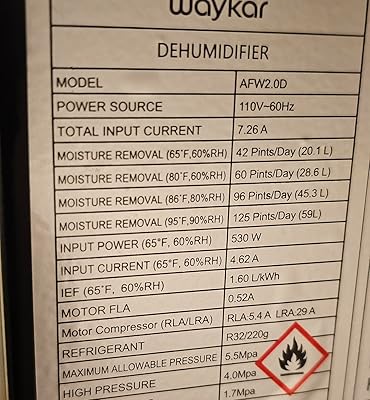 waykar
DEHUMIDIFIER
MODEL AFW2.0D
POWER SOURCE 110V~60Hz
TOTAL INPUT CURRENT 7.26 A
MOISTURE REMOVAL (65°F,60%RH) 42 Pints/Day (20.1 L)
MOISTURE REMOVAL (80°F,60%RH) 60 Pints/Day (28.6 L)
MOISTURE REMOVAL (86°F,80%RH) 96 Pints/Day (45.3 L)
MOISTURE REMOVAL (95°F,90%RH) 125 Pints/Day (59L)
INPUT POWER (65°F, 60%RH) 530 W
INPUT CURRENT (65°F, 60%RH) 4.62 A
IEF (65°F, 60%RH) 1.60 L/kWh
MOTOR FLA 0.52A
Motor Compressor (RLA/LRA) RLA:5.4 A LRA:29 A
REFRIGERANT R32/220g
MAXIMUM ALLOWABLE PRESSURE 5.5Mpa
HIGH PRESSURE 4.0Mpa
1.7Mpa